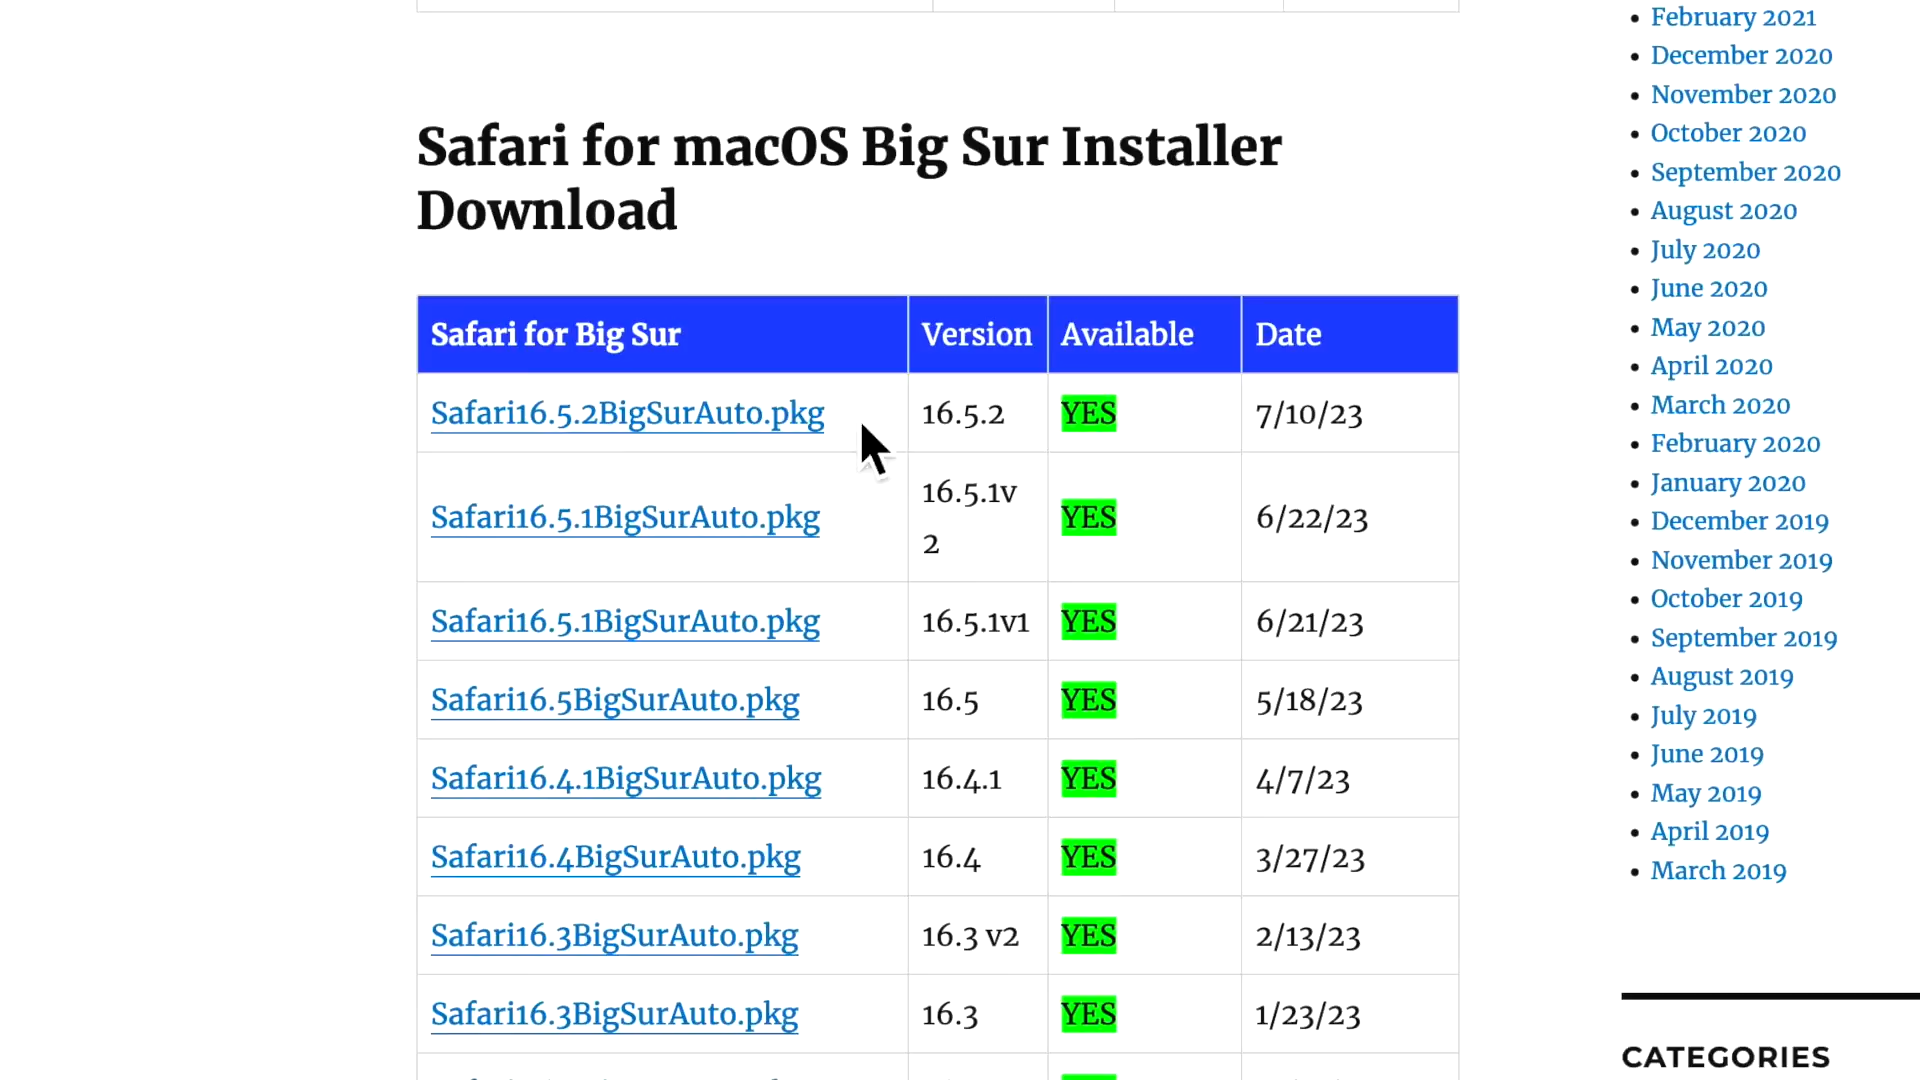 Safari for macOS Big Sur Installer
Download
Safari for Big Sur Version Available Date
Safari16.5.2BigSurAuto.pkg 16.5.2 YES 7/10/23
Safari16.5.1BigSurAuto.pkg 16.5.1v
2 YES 6/22/23
Safari16.5.1BigSurAuto.pkg 16.5.1v1 YES 6/21/23
Safari16.5BigSurAuto.pkg 16.5 YES 5/18/23
Safari16.4.1BigSurAuto.pkg 16.4.1 YES 4/7/23
Safari16.4BigSurAuto.pkg 16.4 YES 3/27/23
Safari16.3BigSurAuto.pkg 16.3 v2 YES 2/13/23
Safari16.3BigSurAuto.pkg 16.3 YES 1/23/23
February 2021
December 2020
November 2020
October 2020
September 2020
August 2020
July 2020
June 2020
May 2020
April 2020
March 2020
February 2020
January 2020
December 2019
November 2019
October 2019
September 2019
August 2019
July 2019
June 2019
May 2019
April 2019
March 2019
CATEGORIES